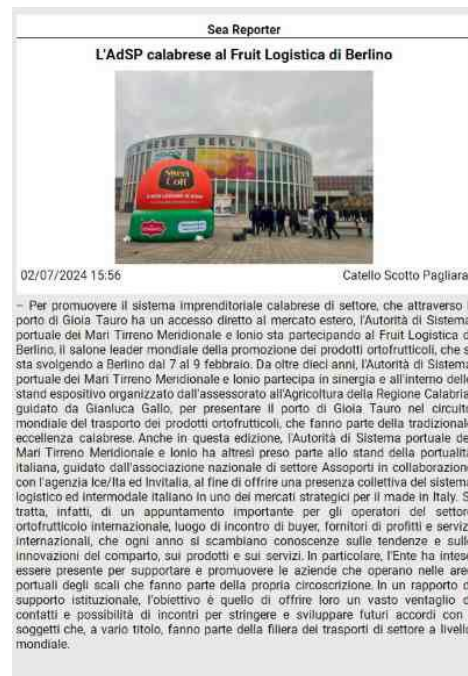 Sea Reporter
L'AdSP calabrese al Fruit Logistica di Berlino
MESSE BERLIN
Sweet
Coll
02/07/2024 15:56
Catello Scotto Pagliara
– Per promuovere il sistema imprenditoriale calabrese di settore, che attraverso
porto di Gioia Tauro ha un accesso diretto al mercato estero, l'Autorità di Sistema
portuale dei Mari Tirreno Meridionale e Ionio sta partecipando al Fruit Logistica d
Berlino, il salone leader mondiale della promozione dei prodotti ortofrutticoli, che s
sta svolgendo a Berlino dal 7 al 9 febbraio. Da oltre dieci anni, l'Autorità di Sistema
portuale dei Mari Tirreno Meridionale e Ionio partecipa in sinergia e all'interno dello
stand espositivo organizzato dall'assessorato all'Agricoltura della Regione Calabria
guidato da Gianluca Gallo, per presentare il porto di Gioia Tauro nel circuito
mondiale del trasporto dei prodotti ortofrutticoli, che fanno parte della tradizionale
eccellenza calabrese. Anche in questa edizione, l'Autorità di Sistema portuale de
Mari Tirreno Meridionale e Ionio ha altresì preso parte allo stand della portualità
italiana, guidato dall'associazione nazionale di settore Assoporti in collaborazione
con l'agenzia Ice/Ita ed Invitalia, al fine di offrire una presenza collettiva del sistema
logistico ed intermodale italiano in uno dei mercati strategici per il made in Italy. S
tratta, infatti, di un appuntamento importante per gli operatori del settore
ortofrutticolo internazionale, luogo di incontro di buyer, fornitori di profitti e serviz
internazionali, che ogni anno si scambiano conoscenze sulle tendenze e sulle
innovazioni del comparto, sui prodotti e sui servizi. In particolare, l'Ente ha inteso
essere presente per supportare e promuovere le aziende che operano nelle aree
portuali degli scali che fanno parte della propria circoscrizione. In un rapporto d
supporto istituzionale, l'obiettivo è quello di offrire loro un vasto ventaglio d
contatti e possibilità di incontri per stringere e sviluppare futuri accordi con
soggetti che, a vario titolo, fanno parte della filiera dei trasporti di settore a livello
mondiale.